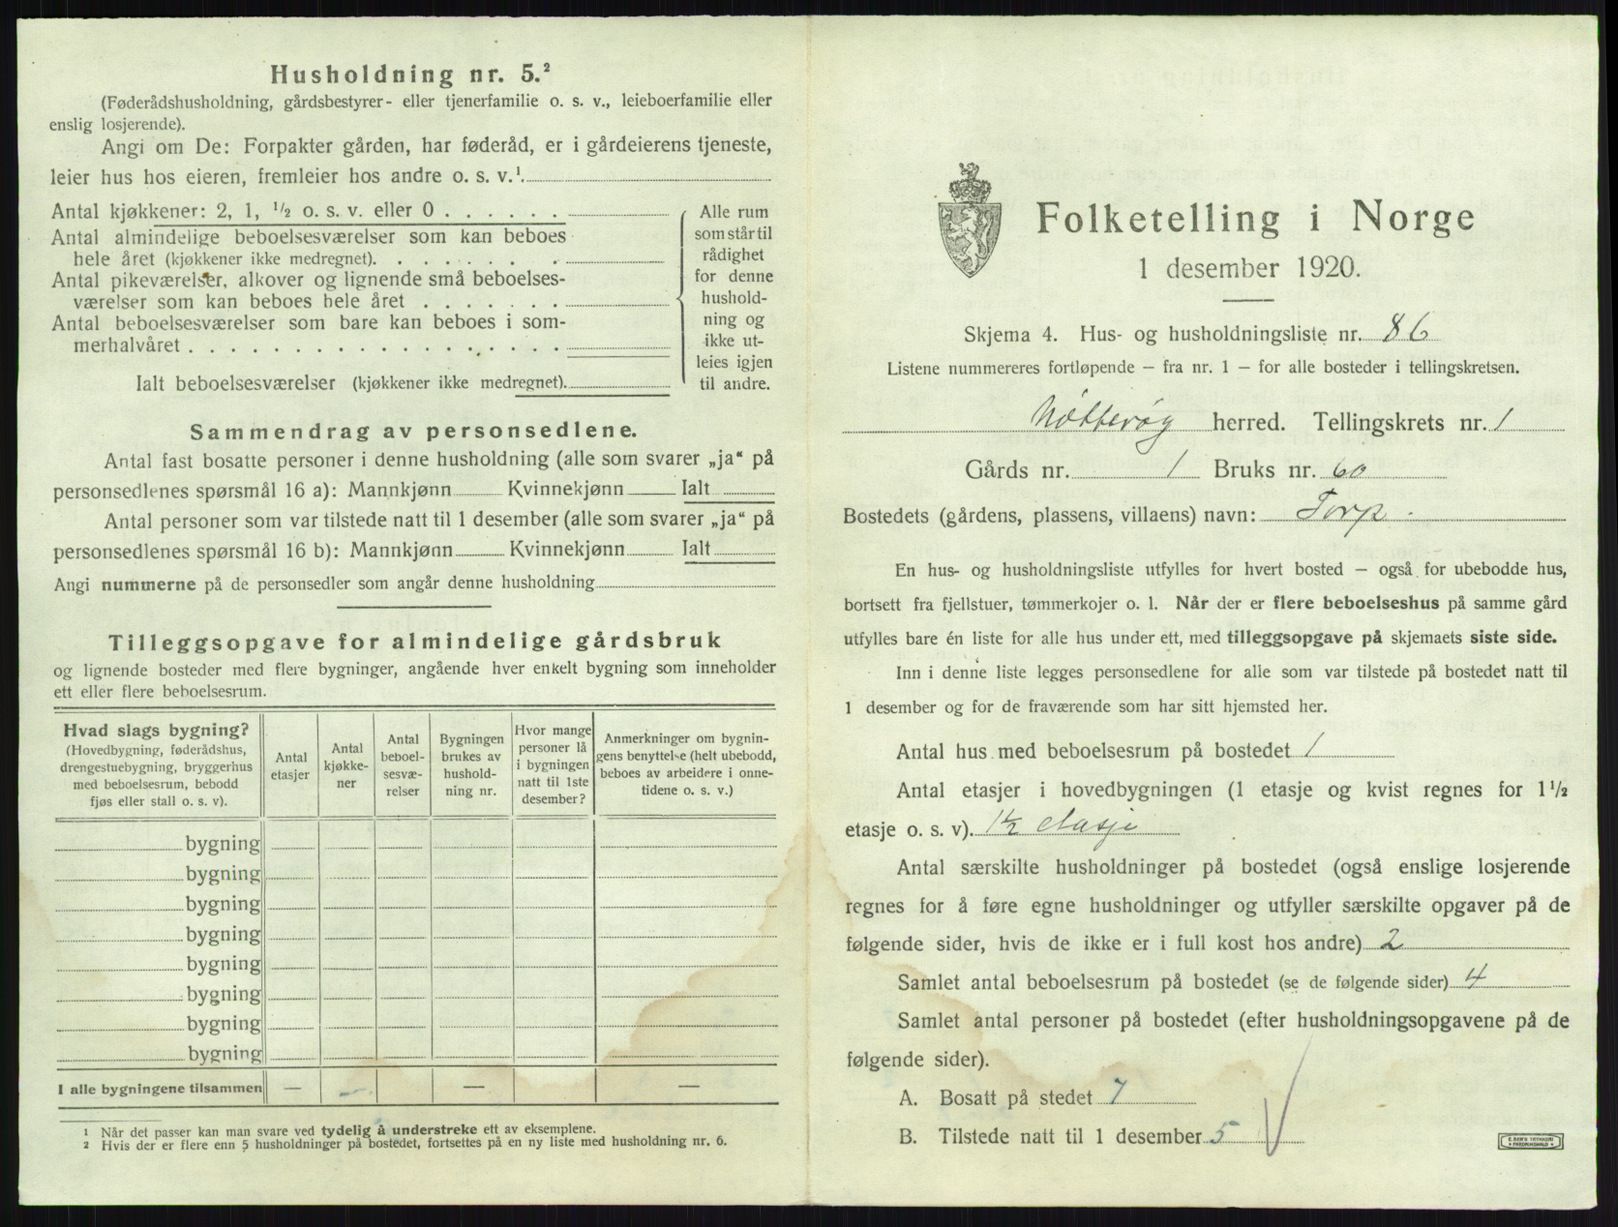 Husholdning nr. 5.²
(Føderådshusholdning, gårdsbestyrer- eller tjenerfamilie o. s. v., leieboerfamilie eller
enslig losjerende).
Angi om De: Forpakter gården, har føderåd, er i gårdeierens tjeneste,
leier hus hos eieren, fremleier hos andre o. s. v.¹
Antal kjøkkener: 2, 1, ½ o. s. v. eller 0
Antal almindelige beboelsesværelser som kan beboes
hele året (kjøkkener ikke medregnet).
Antal pikeværelser, alkover og lignende små beboelses-
værelser som kan beboes hele året
Antal beboelsesværelser som bare kan beboes i som-
merhalvåret
Ialt beboelsesværelser (kjøkkener ikke medregnet).
Alle rum
som står til
rådighet
for denne
hushold-
ning og
ikke ut-
leies igjen
til andre.
Sammendrag av personsedlene.
Antal fast bosatte personer i denne husholdning (alle som svarer „ja“ på
personsedlenes spørsmål 16 a): Mannkjønn Kvinnekjønn Ialt
Antal personer som var tilstede natt til 1 desember (alle som svarer „ja“ på
personsedlenes spørsmål 16 b): Mannkjønn Kvinnekjønn Ialt
Angi nummerne på de personsedler som angår denne husholdning
Tilleggsopgave for almindelige gårdsbruk
og lignende bosteder med flere bygninger, angående hver enkelt bygning som inneholder
ett eller flere beboelsesrum.
Hvad slags bygning?
(Hovedbygning, føderådshus,
drengestuebygning, bryggerhus
med beboelsesrum, bebodd
fjøs eller stall o. s. v).
Antal
etasjer
Antal
kjøkke-
ner
Antal
beboel-
sesvæ-
relser
Bygningen
brukes av
hushold-
ning nr.
Hvor mange
personer lå
i bygningen
natt til 1ste
desember?
Anmerkninger om bygnin-
gens benyttelse (helt ubebodd,
beboes av arbeidere i onne-
tidene o. s. v.)
bygning
bygning
bygning
bygning
bygning
bygning
bygning
bygning
I alle bygningene tilsammen — — — —
¹ Når det passer kan man svare ved tydelig å understreke ett av eksemplene.
² Hvis der er flere enn 5 husholdninger på bostedet, fortsettes på en ny liste med husholdning nr. 6.
Folketelling i Norge
1 desember 1920.
Skjema 4. Hus- og husholdningsliste nr. 86
Listene nummereres fortløpende – fra nr. 1 – for alle bosteder i tellingskretsen.
Nøtterøy herred. Tellingskrets nr. 1
Gårds nr. 1 Bruks nr. 60
Bostedets (gårdens, plassens, villaens) navn: Torp.
En hus- og husholdningsliste utfylles for hvert bosted – også for ubebodde hus,
bortsett fra fjellstuer, tømmerkojer o. l. Når der er flere beboelseshus på samme gård
utfylles bare én liste for alle hus under ett, med tilleggsopgave på skjemaets siste side.
Inn i denne liste legges personsedlene for alle som var tilstede på bostedet natt til
1 desember og for de fraværende som har sitt hjemsted her.
Antal hus med beboelsesrum på bostedet 1
Antal etasjer i hovedbygningen (1 etasje og kvist regnes for 1½
etasje o. s. v). 1½ etasje
Antal særskilte husholdninger på bostedet (også enslige losjerende
regnes for å føre egne husholdninger og utfyller særskilte opgaver på de
følgende sider, hvis de ikke er i full kost hos andre) 2
Samlet antal beboelsesrum på bostedet (se de følgende sider) 4
Samlet antal personer på bostedet (efter husholdningsopgavene på de
følgende sider).
A. Bosatt på stedet 7
B. Tilstede natt til 1 desember 5